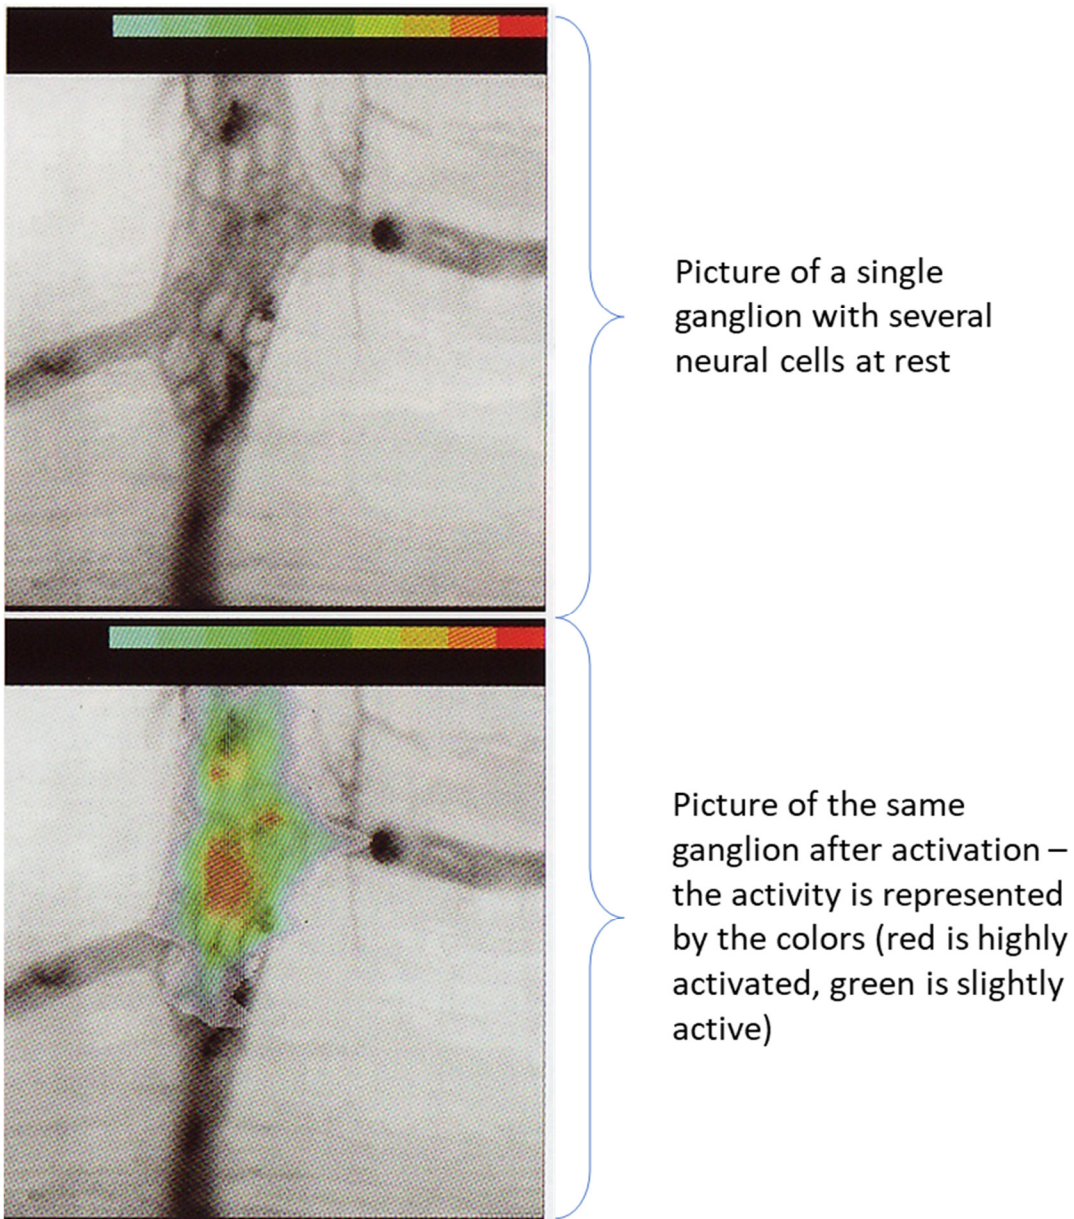 Picture of a single
ganglion with several
neural cells at rest
Picture of the same
ganglion after activation –
the activity is represented
by the colors (red is highly
activated, green is slightly
active)